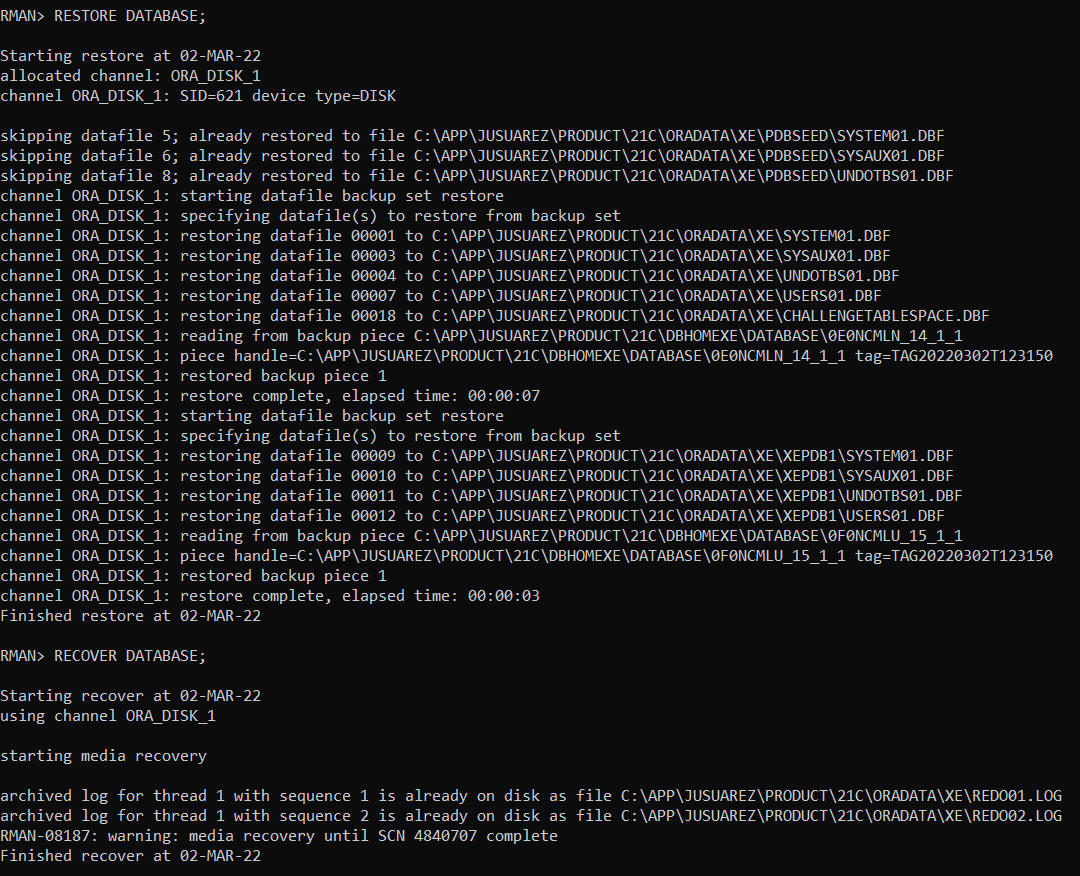 RMAN> RESTORE DATABASE;
Starting restore at 02-MAR-22
allocated channel: ORA_DISK_1
channel ORA_DISK_1: SID=621 device type=DISK
skipping datafile 5; already restored to file C:\APP\JUSUAREZ\PRODUCT\21C\ORADATA\XE\PDBSEED\SYSTEM01.DBF
skipping datafile 6; already restored to file C:\APP\JUSUAREZ\PRODUCT\21C\ORADATA\XE\PDBSEED\SYSAUX01.DBF
skipping datafile 8; already restored to file C:\APP\JUSUAREZ\PRODUCT\21C\ORADATA\XE\PDBSEED\UNDOTBS01.DBF
channel ORA_DISK_1: starting datafile backup set restore
channel ORA_DISK_1: specifying datafile(s) to restore from backup set
channel ORA_DISK_1: restoring datafile 00001 to C:\APP\JUSUAREZ\PRODUCT\21C\ORADATA\XE\SYSTEM01.DBF
channel ORA_DISK_1: restoring datafile 00003 to C:\APP\JUSUAREZ\PRODUCT\21C\ORADATA\XE\SYSAUX01.DBF
channel ORA_DISK_1: restoring datafile 00004 to C:\APP\JUSUAREZ\PRODUCT\21C\ORADATA\XE\UNDOTBS01.DBF
channel ORA_DISK_1: restoring datafile 00007 to C:\APP\JUSUAREZ\PRODUCT\21C\ORADATA\XE\USERS01.DBF
channel ORA_DISK_1: restoring datafile 00018 to C:\APP\JUSUAREZ\PRODUCT\21C\ORADATA\XE\CHALLENGETABLESPACE.DBF
channel ORA_DISK_1: reading from backup piece C:\APP\JUSUAREZ\PRODUCT\21C\DBHOMEXE\DATABASE\0E0NCMLN_14_1_1
channel ORA_DISK_1: piece handle=C:\APP\JUSUAREZ\PRODUCT\21C\DBHOMEXE\DATABASE\0E0NCMLN_14_1_1 tag=TAG20220302T123150
channel ORA_DISK_1: restored backup piece 1
channel ORA_DISK_1: restore complete, elapsed time: 00:00:07
channel ORA_DISK_1: starting datafile backup set restore
channel ORA_DISK_1: specifying datafile(s) to restore from backup set
channel ORA_DISK_1: restoring datafile 00009 to C:\APP\JUSUAREZ\PRODUCT\21C\ORADATA\XE\XEPDB1\SYSTEM01.DBF
channel ORA_DISK_1: restoring datafile 00010 to C:\APP\JUSUAREZ\PRODUCT\21C\ORADATA\XE\XEPDB1\SYSAUX01.DBF
channel ORA_DISK_1: restoring datafile 00011 to C:\APP\JUSUAREZ\PRODUCT\21C\ORADATA\XE\XEPDB1\UNDOTBS01.DBF
channel ORA_DISK_1: restoring datafile 00012 to C:\APP\JUSUAREZ\PRODUCT\21C\ORADATA\XE\XEPDB1\USERS01.DBF
channel ORA_DISK_1: reading from backup piece C:\APP\JUSUAREZ\PRODUCT\21C\DBHOMEXE\DATABASE\0F0NCMLU_15_1_1
channel ORA_DISK_1: piece handle=C:\APP\JUSUAREZ\PRODUCT\21C\DBHOMEXE\DATABASE\0F0NCMLU_15_1_1 tag=TAG20220302T123150
channel ORA_DISK_1: restored backup piece 1
channel ORA_DISK_1: restore complete, elapsed time: 00:00:03
Finished restore at 02-MAR-22
RMAN> RECOVER DATABASE;
Starting recover at 02-MAR-22
using channel ORA_DISK_1
starting media recovery
archived log for thread 1 with sequence 1 is already on disk as file C:\APP\JUSUAREZ\PRODUCT\21C\ORADATA\XE\REDO01.LOG
archived log for thread 1 with sequence 2 is already on disk as file C:\APP\JUSUAREZ\PRODUCT\21C\ORADATA\XE\REDO02.LOG
RMAN-08187: warning: media recovery until SCN 4840707 complete
Finished recover at 02-MAR-22